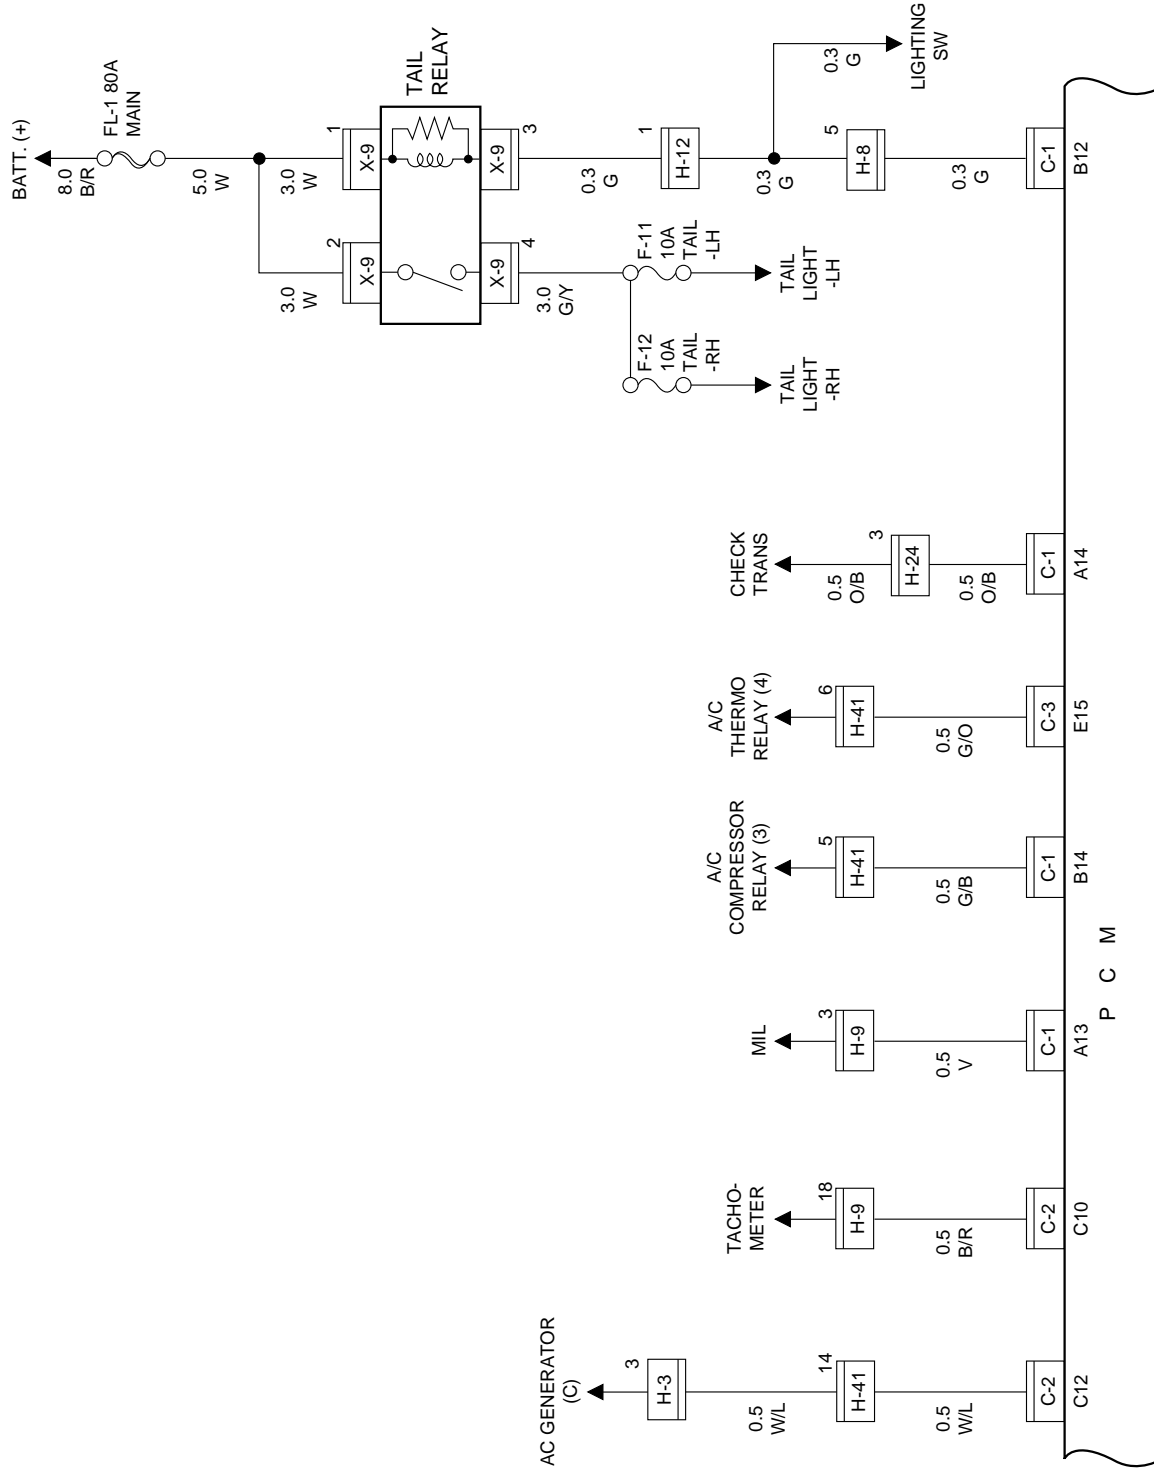 AC GENERATOR
(C)
3
H-3
0.5
W/L
14
H-41
0.5
W/L
C-2
C12
TACHO-
METER
18
H-9
0.5
B/R
C-2
C10
MIL
3
H-9
0.5
V
C-1
A13
A/C
COMPRESSOR
RELAY (3)
5
H-41
0.5
G/B
C-1
B14
A/C
THERMO
RELAY (4)
6
H-41
0.5
G/O
C-3
E15
CHECK
TRANS
0.5
O/B
3
H-24
0.5
O/B
C-1
A14
BATT. (+)
8.0
B/R
FL-1 80A
MAIN
5.0
W
3.0
W
3.0
W
2
X-9
1
X-9
TAIL
RELAY
X-9
4
X-9
3
3.0
G/Y
F-12
10A
TAIL
-RH
F-11
10A
TAIL
-LH
TAIL
LIGHT
-RH
TAIL
LIGHT
-LH
0.3
G
1
H-12
0.3
G
0.3
G
LIGHTING
SW
5
H-8
0.3
G
C-1
B12
P C M